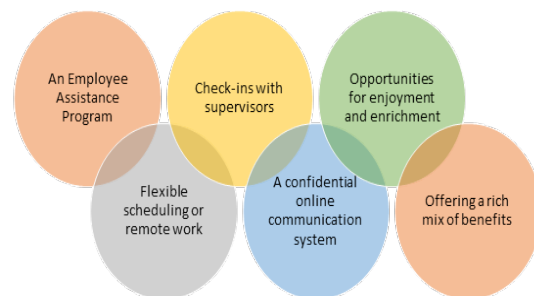 An Employee
Assistance
Program
Check-ins with
supervisors
Opportunities
for enjoyment
and enrichment
Flexible
scheduling or
remote work
A confidential
online
communication
system
Offering a rich
mix of benefits